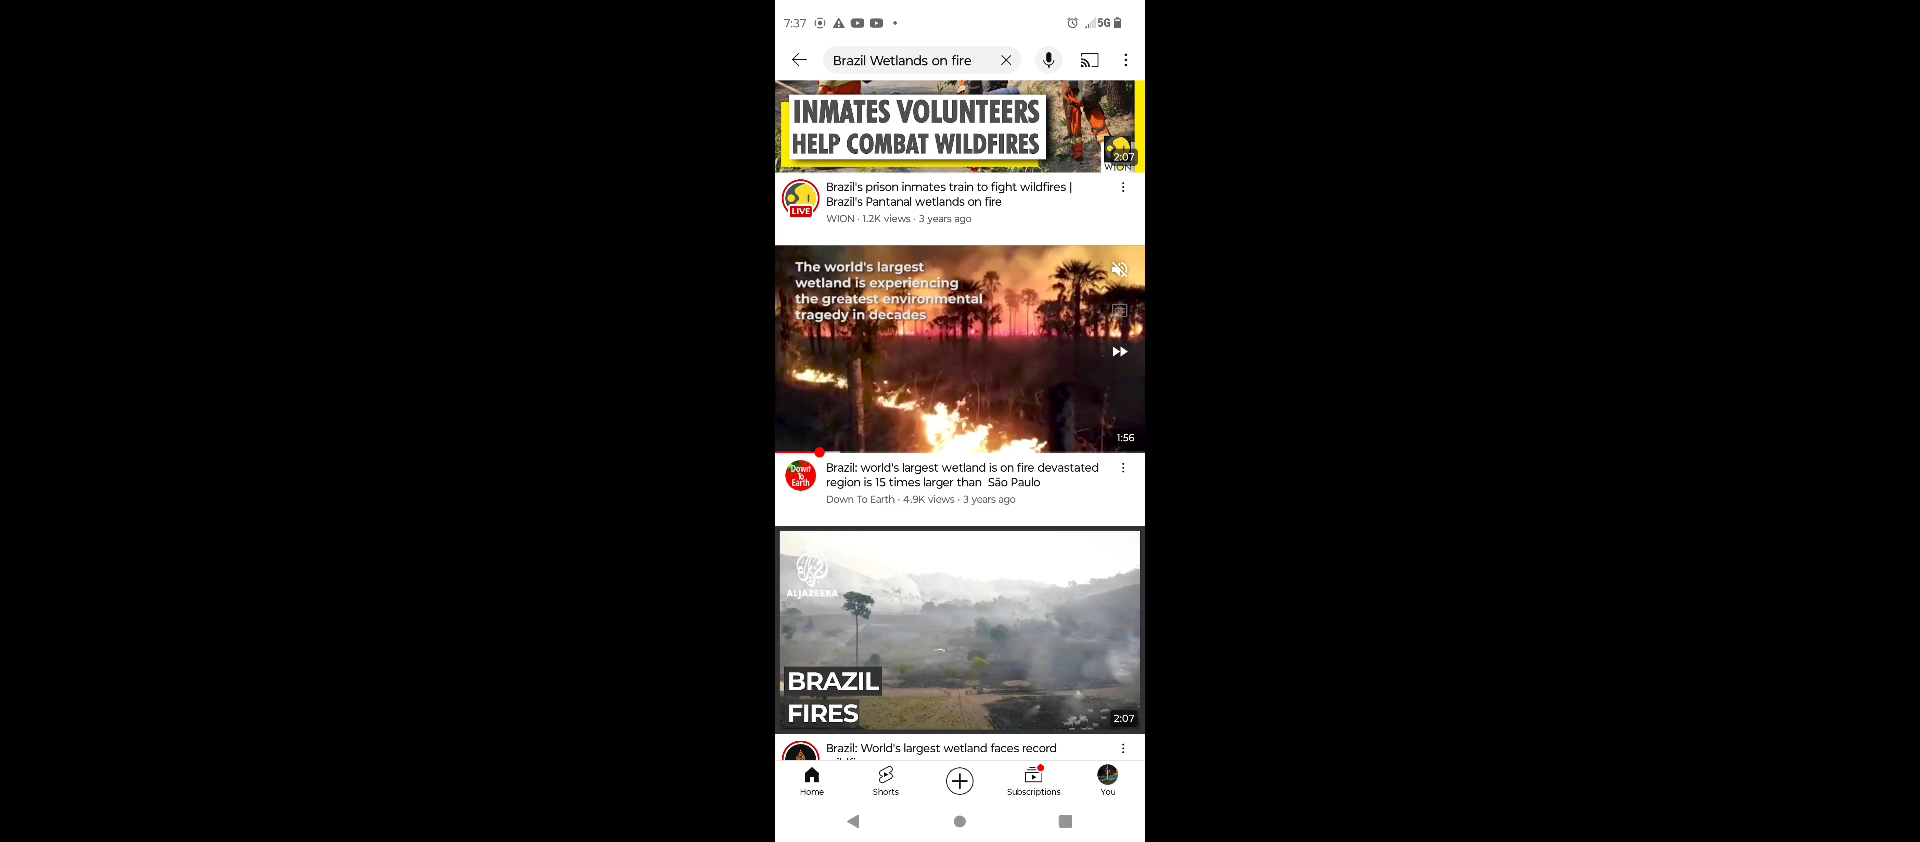 7:37
5G
Brazil Wetlands on fire
INMATES VOLUNTEERS
HELP COMBAT WILDFIRES
2:07
WION
LIVE
Brazil's prison inmates train to fight wildfires |
Brazil's Pantanal wetlands on fire
WION · 1.2K views · 3 years ago
The world's largest
wetland is experiencing
the greatest environmental
tragedy in decades
1:56
Down
To
Earth
Brazil: world's largest wetland is on fire devastated
region is 15 times larger than São Paulo
Down To Earth · 4.9K views · 3 years ago
ALJAZEERA
BRAZIL
FIRES
2:07
Brazil: World's largest wetland faces record
Home
Shorts
Subscriptions
You